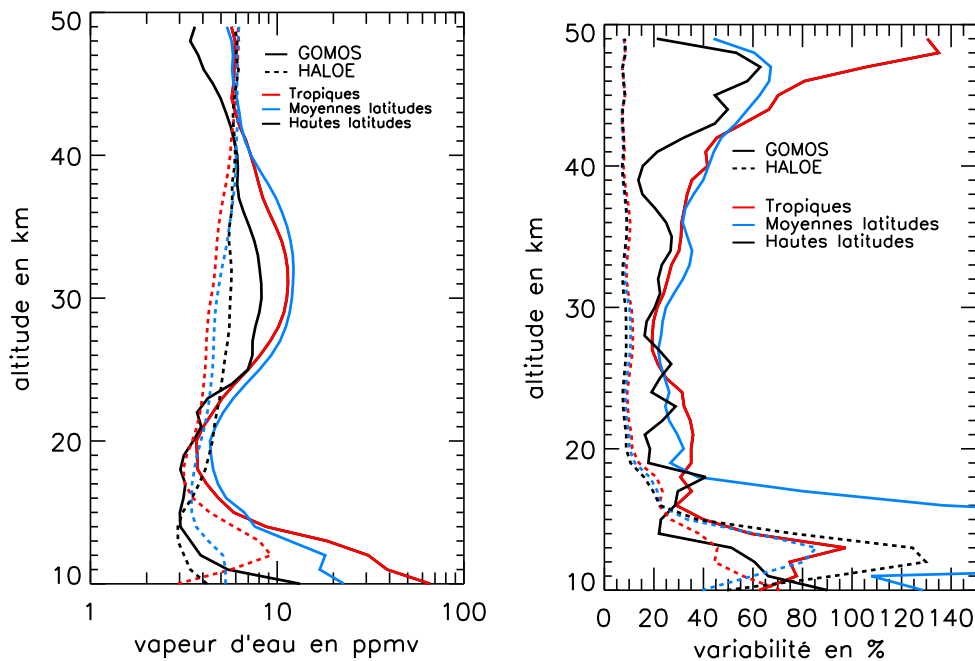 50
40
30
20
10
altitude en km
1
10
100
vapeur d'eau en ppmv
GOMOS
HALOE
Tropiques
Moyennes latitudes
Hautes latitudes
50
40
30
20
10
altitude en km
0
20
40
60
80
100
120
140
variabilité en %
GOMOS
HALOE
Tropiques
Moyennes latitudes
Hautes latitudes